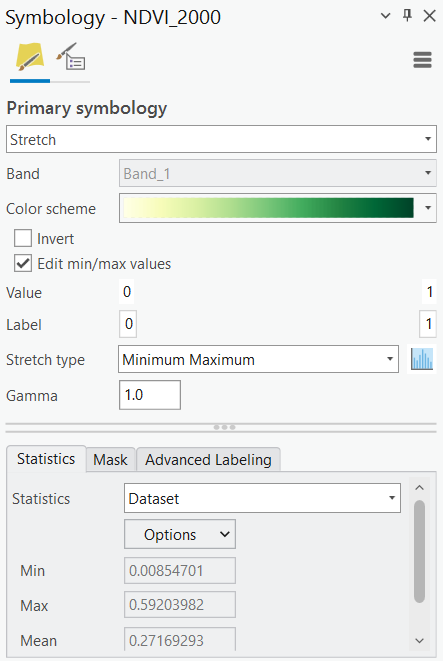 Symbology - NDVI_2000
Primary symbology
Stretch
Band Band_1
Color scheme
Invert
Edit min/max values
Value 0 1
Label 0 1
Stretch type Minimum Maximum
Gamma 1.0
Statistics Mask Advanced Labeling
Statistics Dataset
Options
Min 0.00854701
Max 0.59203982
Mean 0.27169293